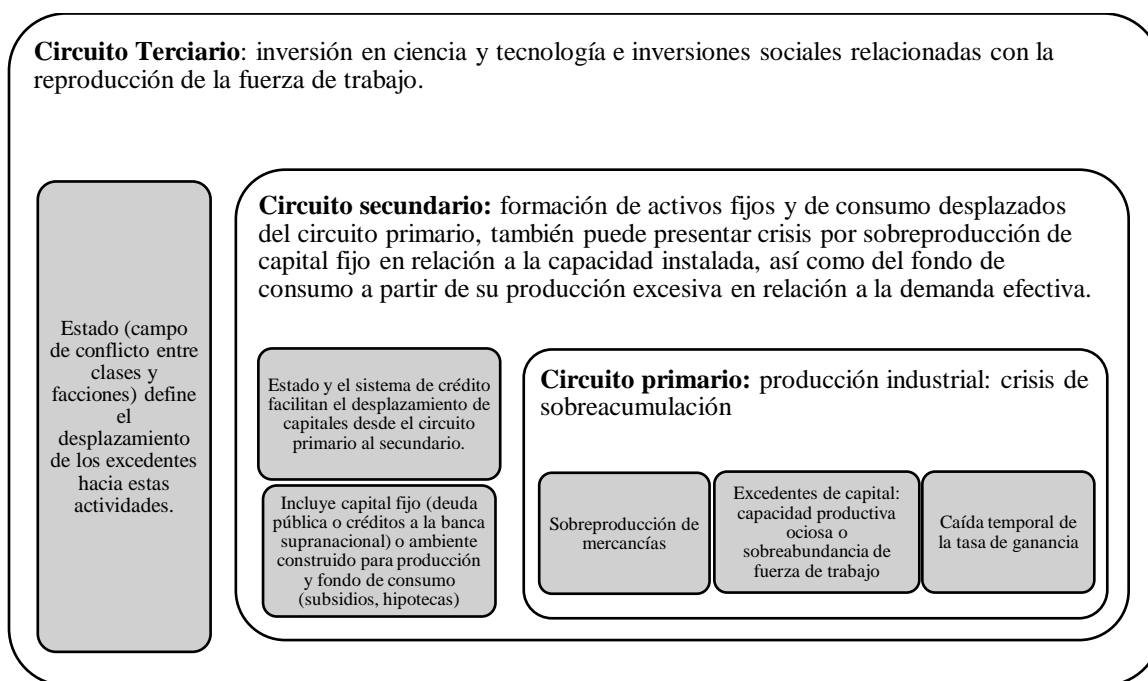 Circuito Terciario: inversión en ciencia y tecnología e inversiones sociales relacionadas con la
reproducción de la fuerza de trabajo.
Estado (campo
de conflicto entre
clases y
facciones) define
el
desplazamiento
de los excedentes
hacia estas
actividades.
Circuito secundario: formación de activos fijos y de consumo desplazados
del circuito primario, también puede presentar crisis por sobreproducción de
capital fijo en relación a la capacidad instalada, así como del fondo de
consumo a partir de su producción excesiva en relación a la demanda efectiva.
Estado y el sistema de crédito
facilitan el desplazamiento de
capitales desde el circuito
primario al secundario.
Incluye capital fijo (deuda
pública o créditos a la banca
supranacional) o ambiente
construido para producción
y fondo de consumo
(subsidios, hipotecas)
Circuito primario: producción industrial: crisis de
sobreacumulación
Sobreproducción de
mercancías
Excedentes de capital:
capacidad productiva
ociosa o
sobreabundancia de
fuerza de trabajo
Caída temporal de
la tasa de ganancia